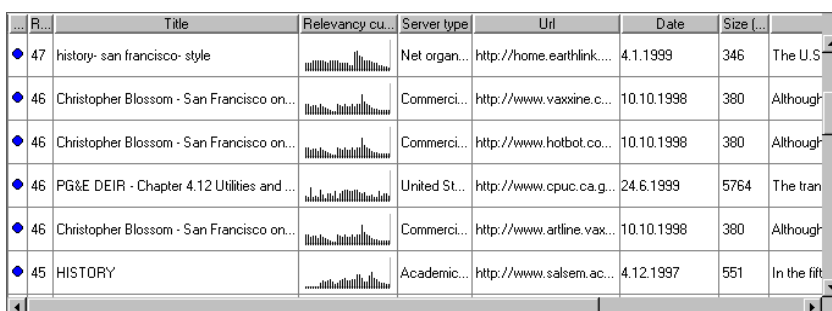 ... R... Title Relevancy cu... Server type Url Date Size (...
47 history- san francisco- style Net organ... http://home.earthlink.... 4.1.1999 346 The U.S
46 Christopher Blossom - San Francisco on... Commerci... http://www.vaxxine.c... 10.10.1998 380 Although
46 Christopher Blossom - San Francisco on... Commerci... http://www.hotbot.co... 10.10.1998 380 Although
46 PG&E DEIR - Chapter 4.12 Utilities and ... United St... http://www.cpuc.ca.g... 24.6.1999 5764 The tran
46 Christopher Blossom - San Francisco on... Commerci... http://www.artline.vax... 10.10.1998 380 Although
45 HISTORY Academic... http://www.salsem.ac... 4.12.1997 551 In the fift